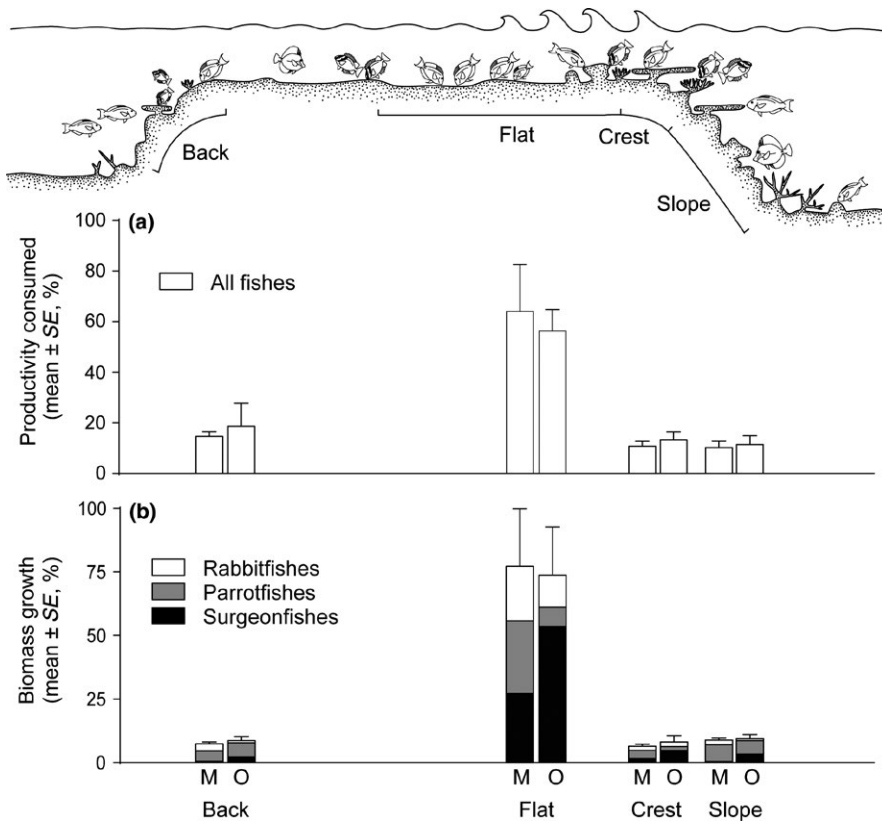 Back
Flat
Crest
Slope
(a)
All fishes
Productivity consumed
(mean ± SE, %)
100
80
60
40
20
0
(b)
Rabbitfishes
Parrotfishes
Surgeonfishes
Biomass growth
(mean ± SE, %)
100
75
50
25
0
M O M O M O M O
Back Flat Crest Slope